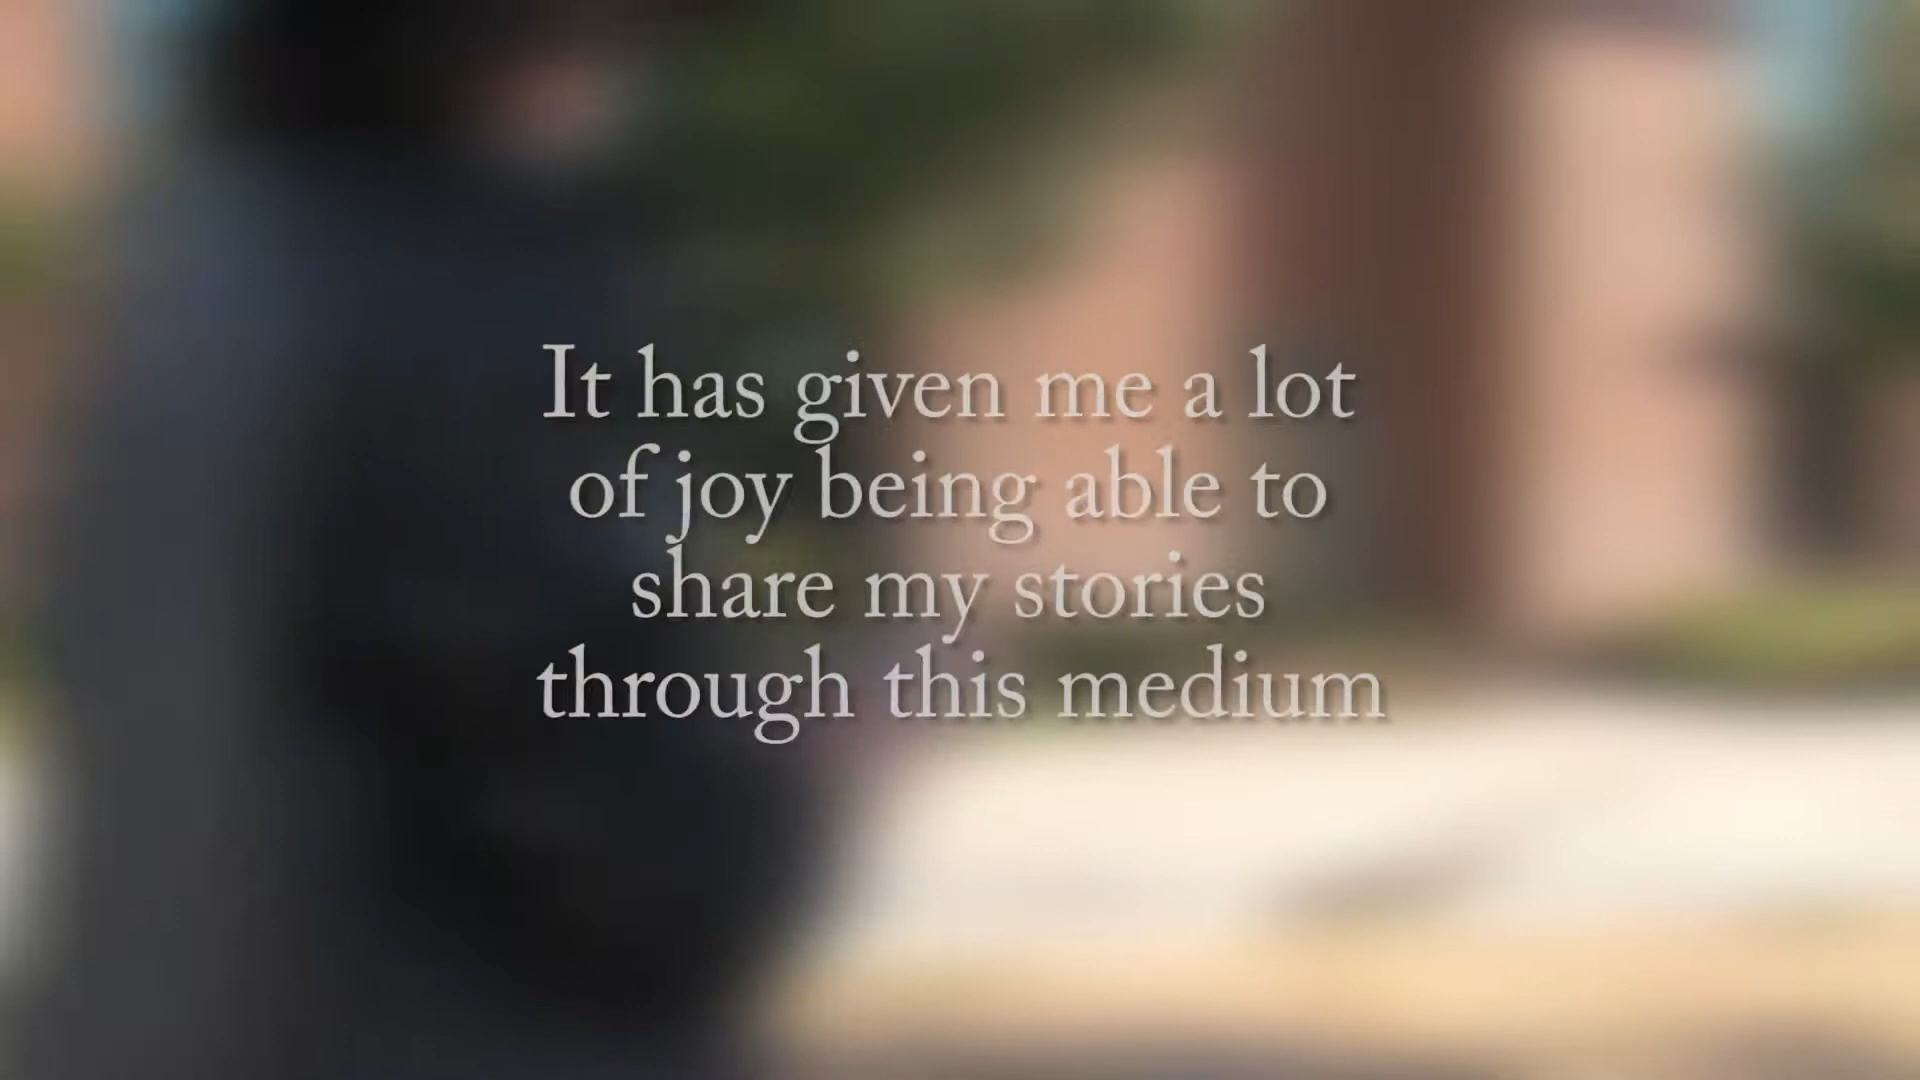 It has given me a lot
of joy being able to
share my stories
through this medium